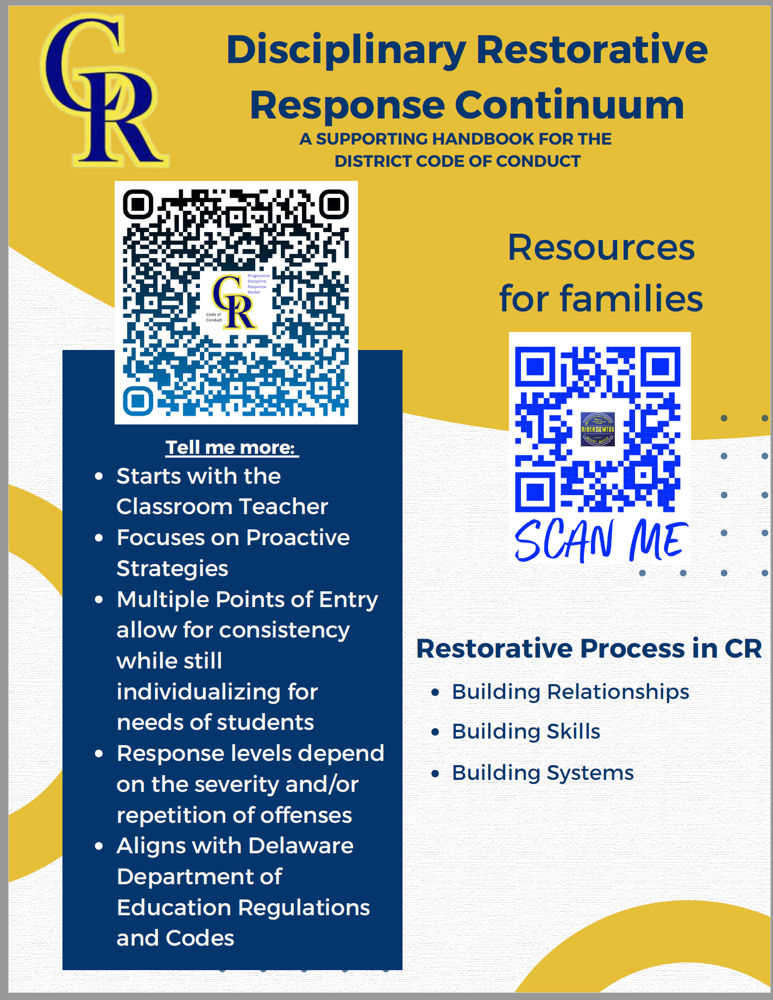 CR
Disciplinary Restorative
Response Continuum
A SUPPORTING HANDBOOK FOR THE
DISTRICT CODE OF CONDUCT
Progressive
Discipline
Response
Model
CR
Code of
Conduct
Resources
for families
RIDER MTSS
SCAN ME
Tell me more:
• Starts with the
Classroom Teacher
• Focuses on Proactive
Strategies
• Multiple Points of Entry
allow for consistency
while still
individualizing for
needs of students
• Response levels depend
on the severity and/or
repetition of offenses
• Aligns with Delaware
Department of
Education Regulations
and Codes
Restorative Process in CR
• Building Relationships
• Building Skills
• Building Systems